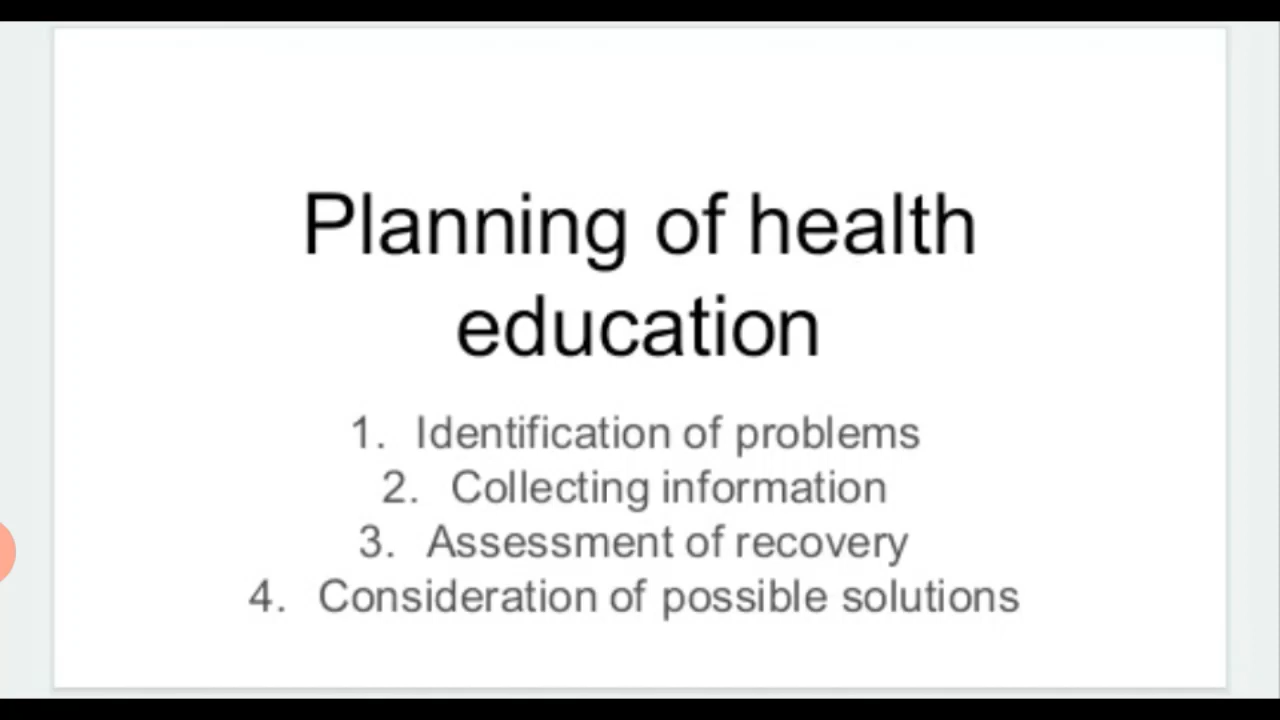 Planning of health
education
1. Identification of problems
2. Collecting information
3. Assessment of recovery
4. Consideration of possible solutions